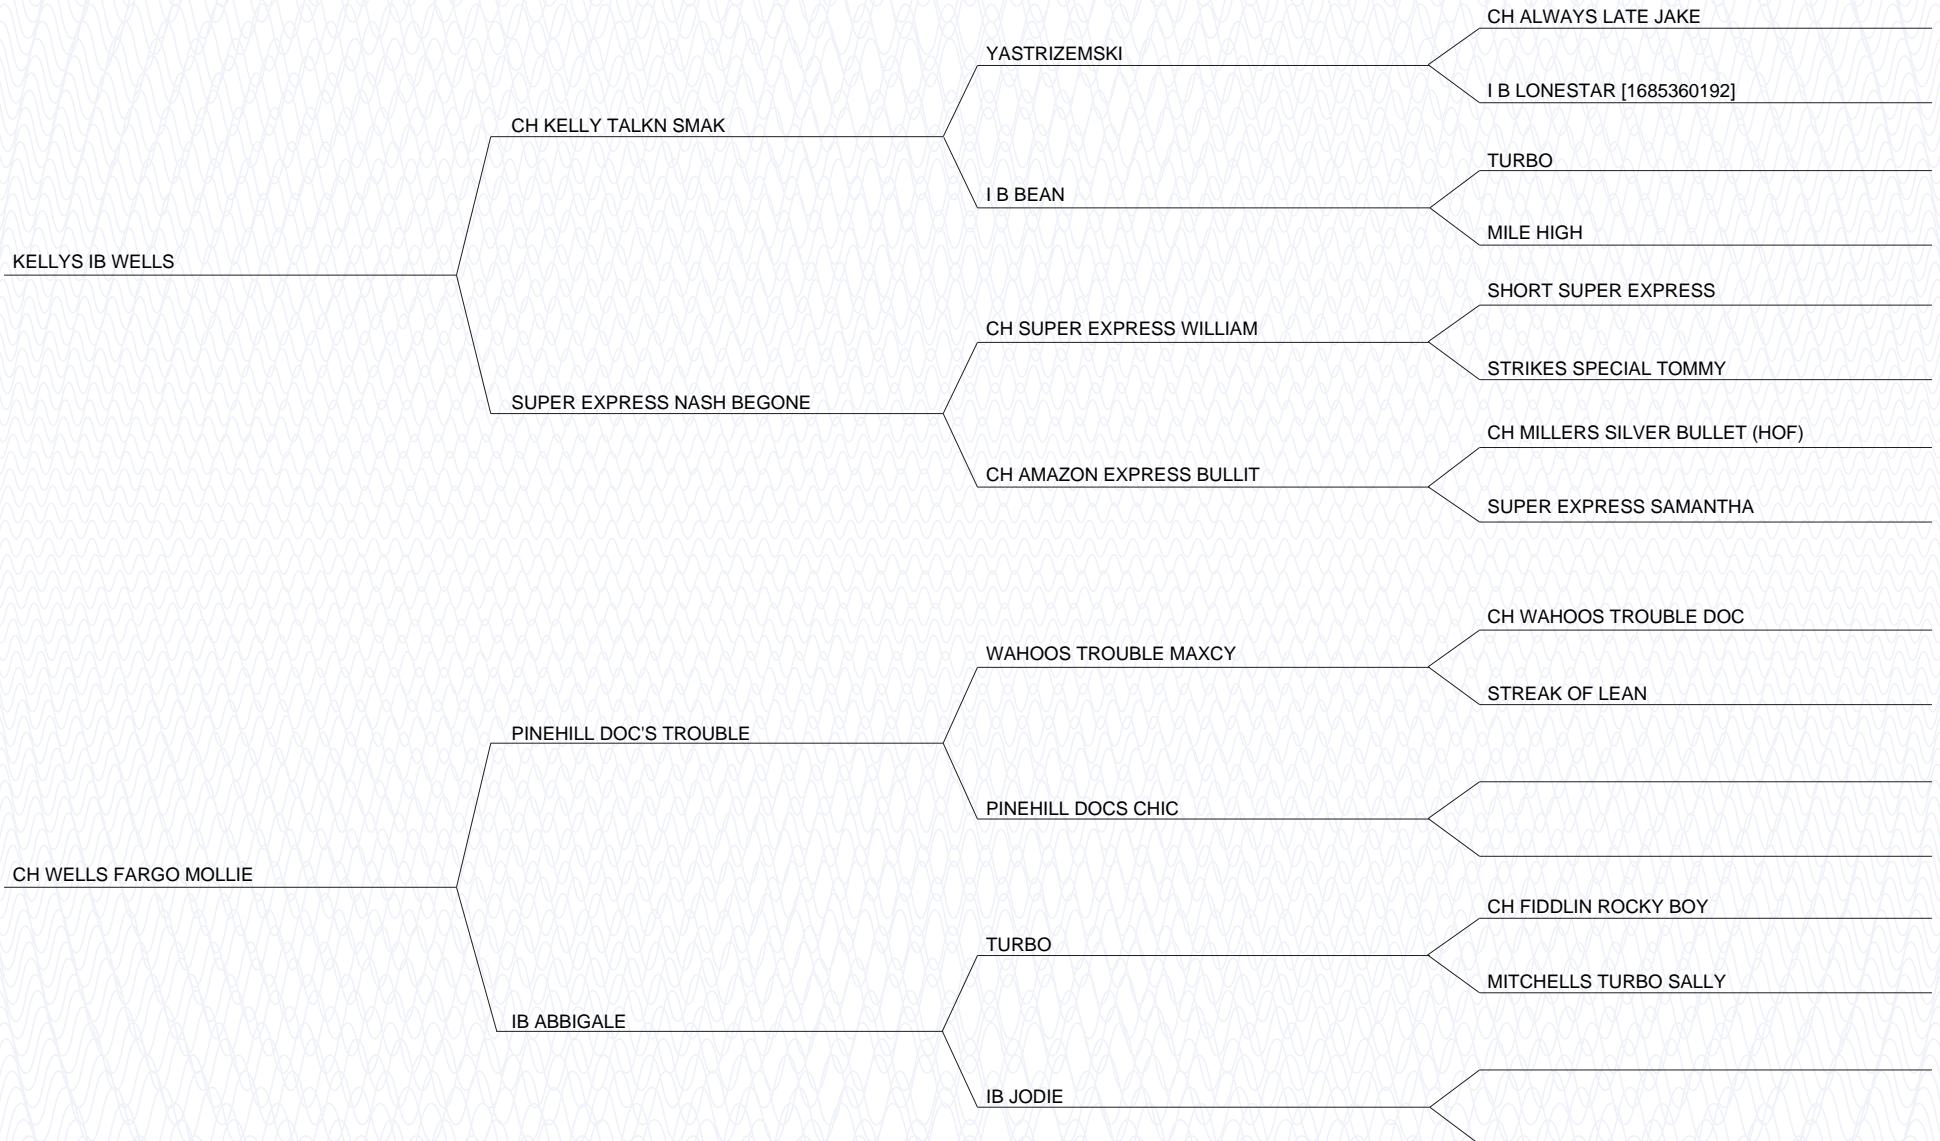 CH ALWAYS LATE JAKE
YASTRIZEMSKI
I B LONESTAR [1685360192]
CH KELLY TALKN SMAK
TURBO
I B BEAN
MILE HIGH
KELLYS IB WELLS
SHORT SUPER EXPRESS
CH SUPER EXPRESS WILLIAM
STRIKES SPECIAL TOMMY
SUPER EXPRESS NASH BEGONE
CH MILLERS SILVER BULLET (HOF)
CH AMAZON EXPRESS BULLIT
SUPER EXPRESS SAMANTHA
CH WAHOOS TROUBLE DOC
WAHOOS TROUBLE MAXCY
STREAK OF LEAN
PINEHILL DOC'S TROUBLE
PINEHILL DOCS CHIC
CH WELLS FARGO MOLLIE
CH FIDDLIN ROCKY BOY
TURBO
MITCHELLS TURBO SALLY
IB ABBIGALE
IB JODIE